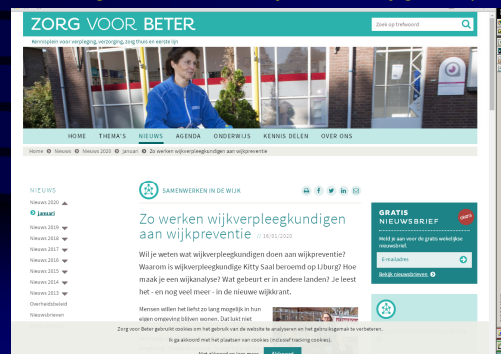 ZORG VOOR BETER
Zoek op trefwoord
Kennisplein voor verpleging, verzorging, zorg thuis en eerste lijn
HOME THEMA'S NIEUWS AGENDA ONDERWIJS KENNIS DELEN OVER ONS
Home Nieuws Nieuws 2020 januari Zo werken wijkverpleegkundigen aan wijkpreventie
NIEUWS
Nieuws 2020
januari
Nieuws 2019
Nieuws 2018
Nieuws 2017
Nieuws 2016
Nieuws 2015
Nieuws 2014
Nieuws 2013
Overheidsbeleid
Nieuwsbrieven
SAMENWERKEN IN DE WIJK
Zo werken wijkverpleegkundigen
aan wijkpreventie // 16/01/2020
Wil je weten wat wijkverpleegkundigen doen aan wijkpreventie?
Waarom is wijkverpleegkundige Kitty Saal beroemd op IJburg? Hoe
maak je een wijkanalyse? Wat gebeurt er in andere landen? Je leest
het - en nog veel meer - in de nieuwe wijkkrant.
Mensen willen het liefst zo lang mogelijk in hun
eigen omgeving blijven wonen. Dat lukt niet
GRATIS
NIEUWSBRIEF
Meld je aan voor de gratis wekelijkse
nieuwsbrief.
E-mailadres
Bekijk nieuwsbrieven
Zorg voor Beter gebruikt cookies om het gebruik van de website te analyseren en het gebruiksgemak te verbeteren.
Ik ga akkoord met het plaatsen van cookies (inclusief tracking cookies).
Akkoord